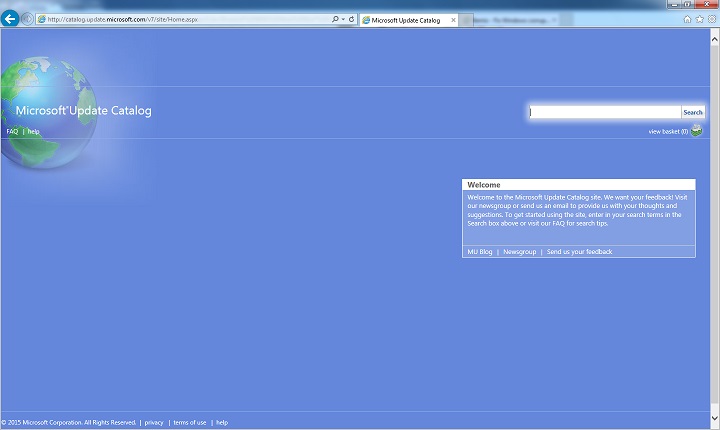 http://catalog.update.microsoft.com/v7/site/Home.aspx
Microsoft Update Catalog
Microsoft® Update Catalog
Search
FAQ | help
view basket (0)
Welcome
Welcome to the Microsoft Update Catalog site. We want your feedback! Visit
our newsgroup or send us an email to provide us with your thoughts and
suggestions. To get started using the site, enter in your search terms in the
Search box above or visit our FAQ for search tips.
MU Blog | Newsgroup | Send us your feedback
© 2015 Microsoft Corporation. All Rights Reserved. | privacy | terms of use | help